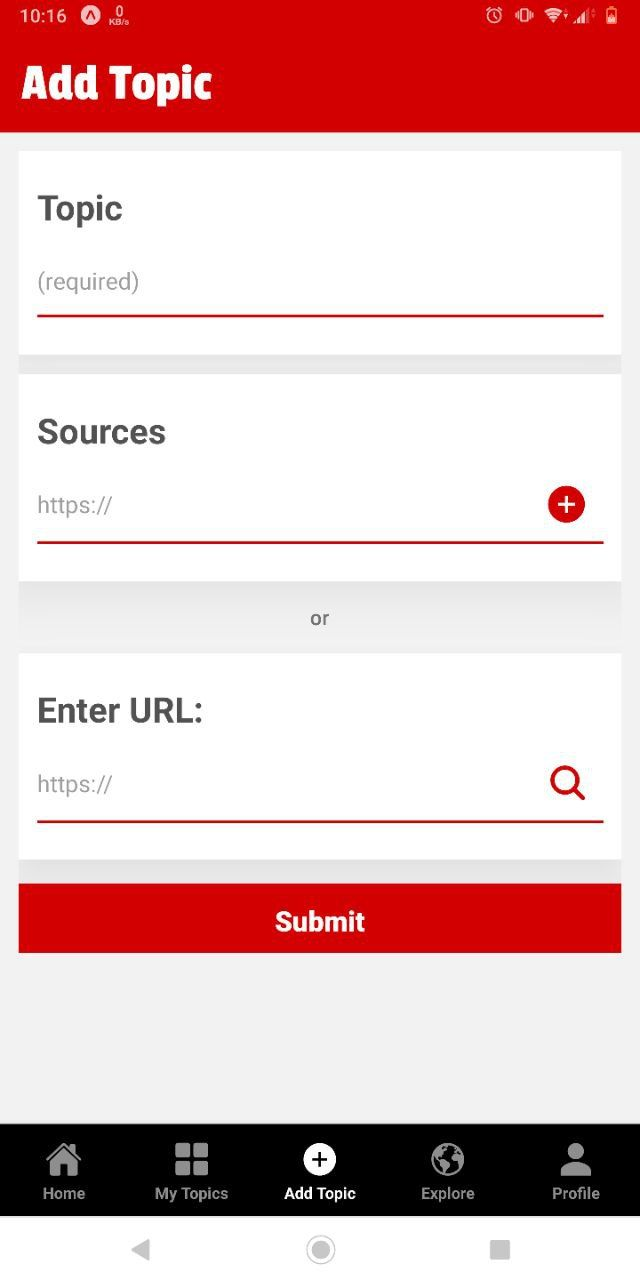 10:16 0 KB/s
Add Topic
Topic
(required)
Sources
https://
or
Enter URL:
https://
Submit
Home My Topics Add Topic Explore Profile